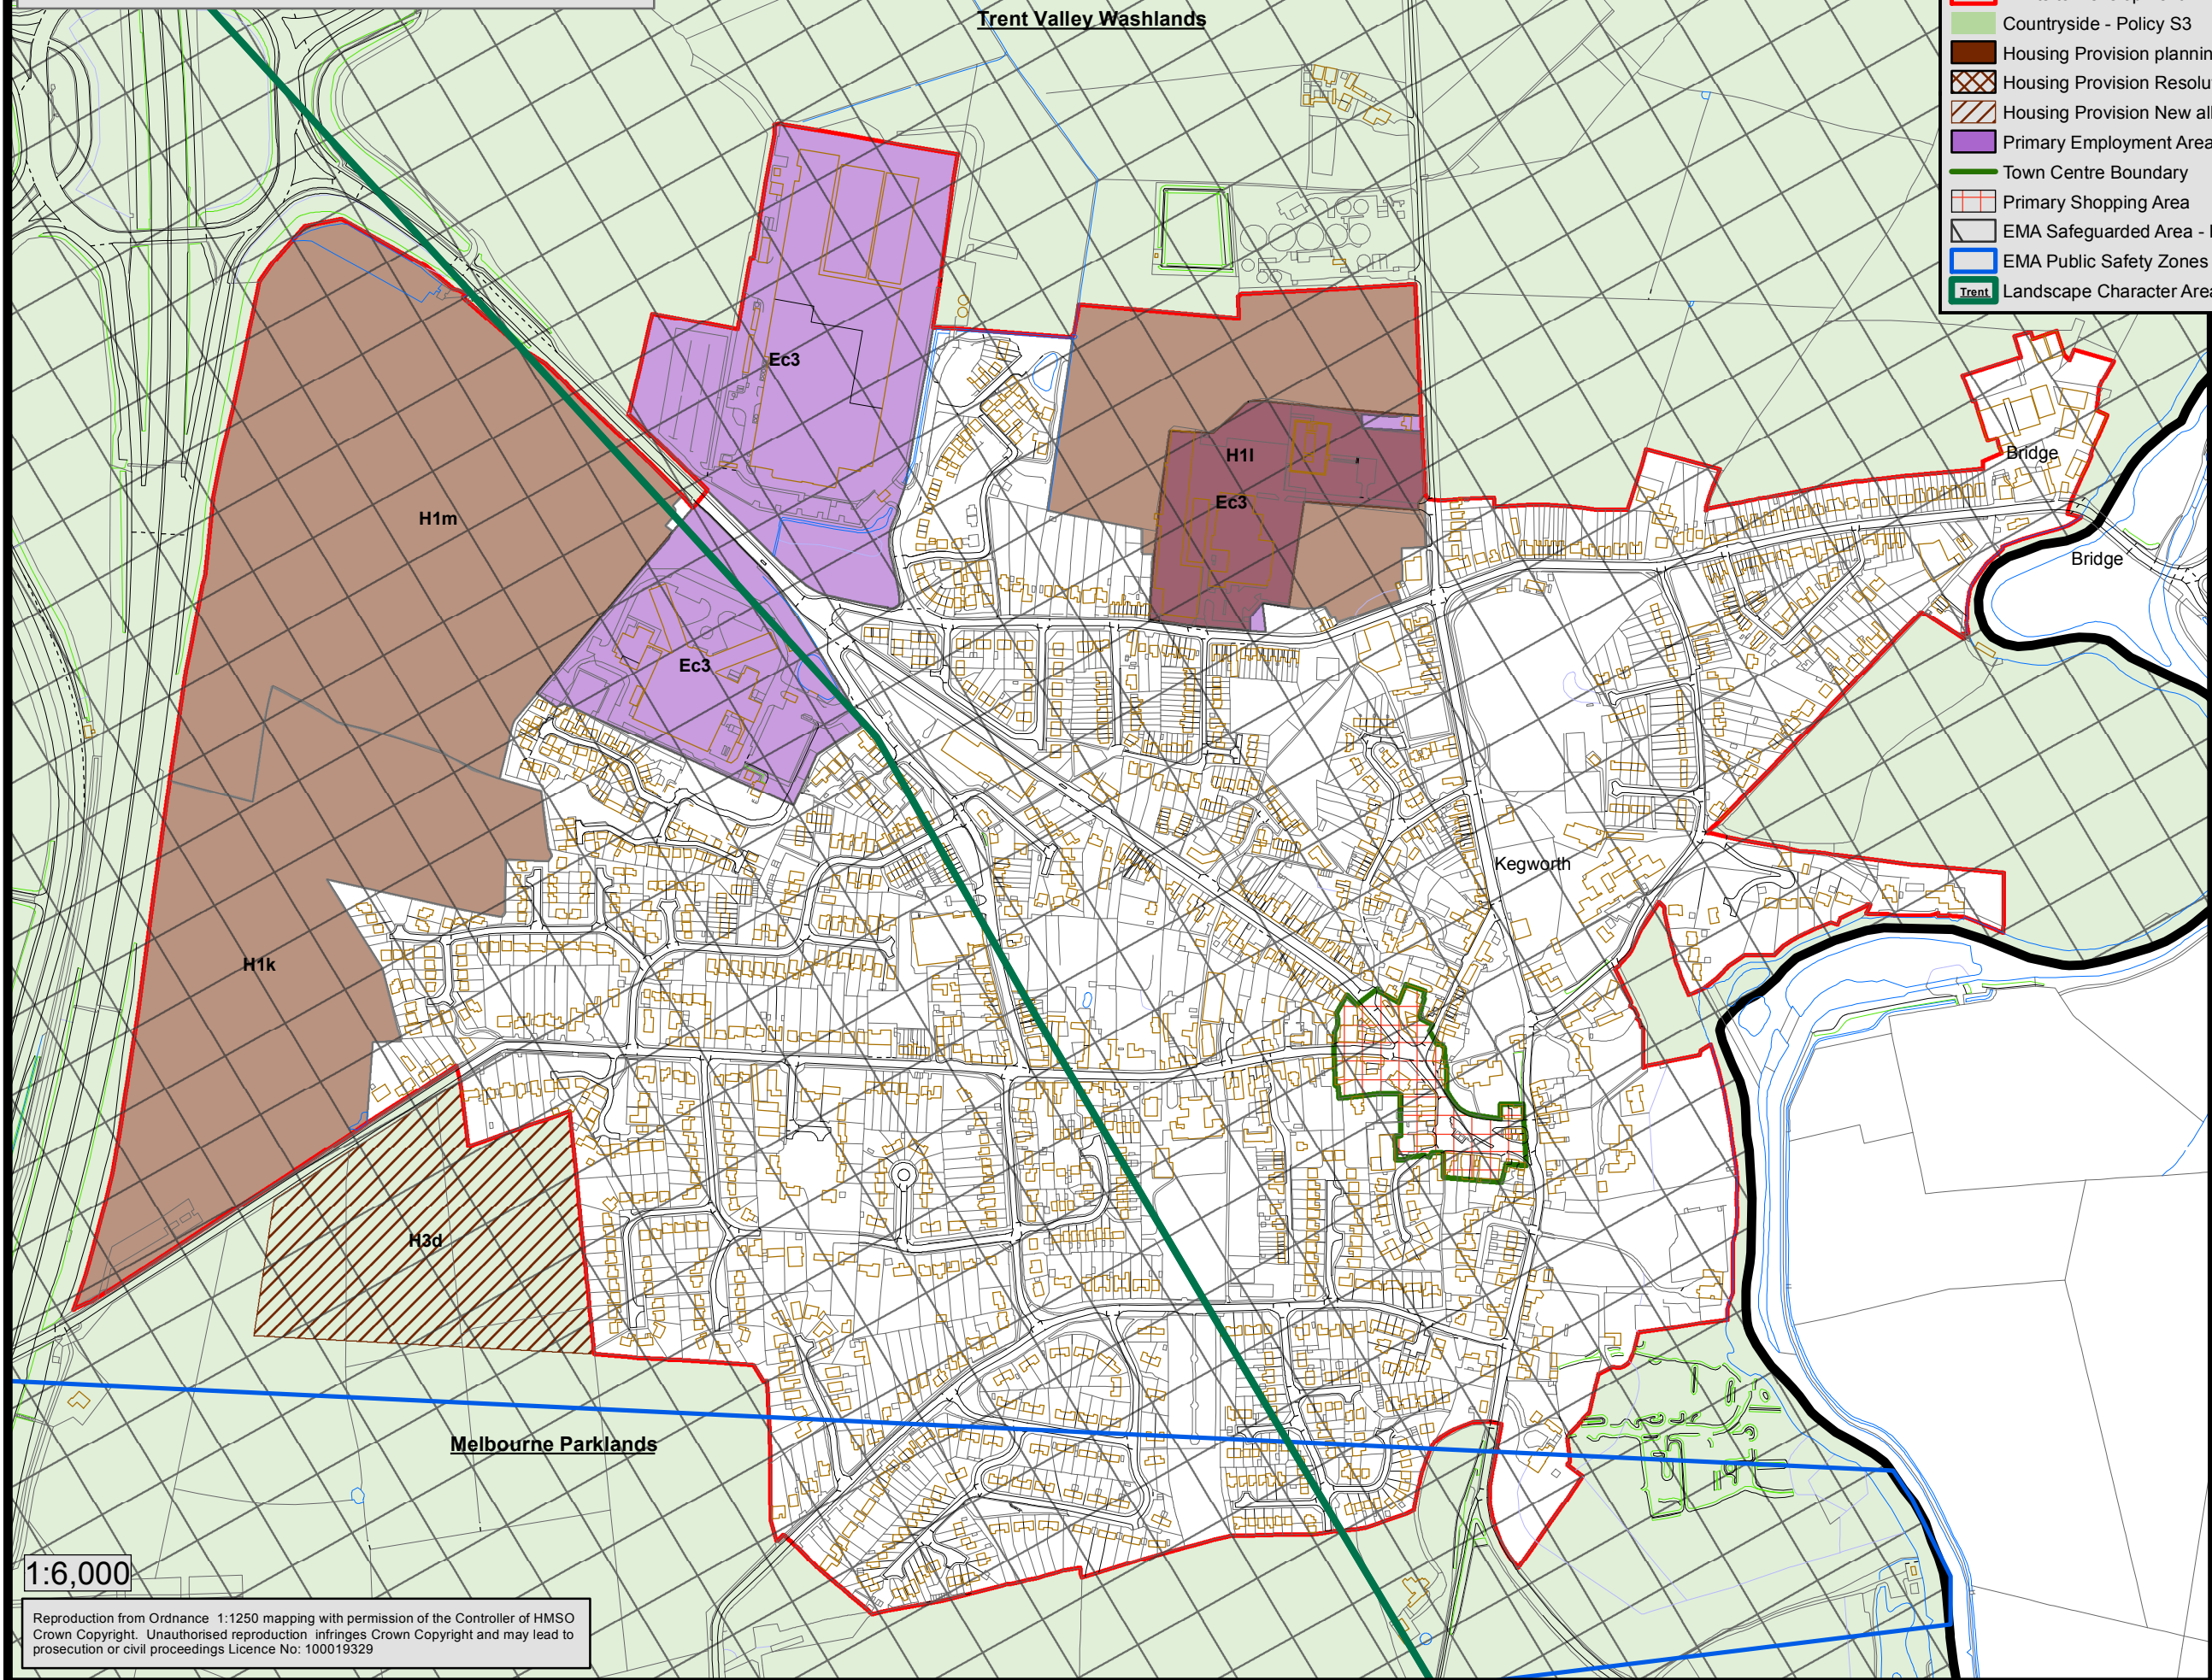 Trent Valley Washlands
Countryside - Policy S3
Housing Provision
Housing Provision
Housing Provision New
Primary Employment Area
Town Centre Boundary
Primary Shopping Area
EMA Safeguarded Area -
EMA Public Safety Zones
Trent
Landscape Character Area
Ec3
H1l
Ec3
Bridge
H1m
Bridge
Ec3
Kegworth
H1k
H3d
Melbourne Parklands
1:6,000
Reproduction from Ordnance 1:1250 mapping with permission of the Controller of HMSO
Crown Copyright. Unauthorised reproduction infringes Crown Copyright and may lead to
prosecution or civil proceedings Licence No: 100019329